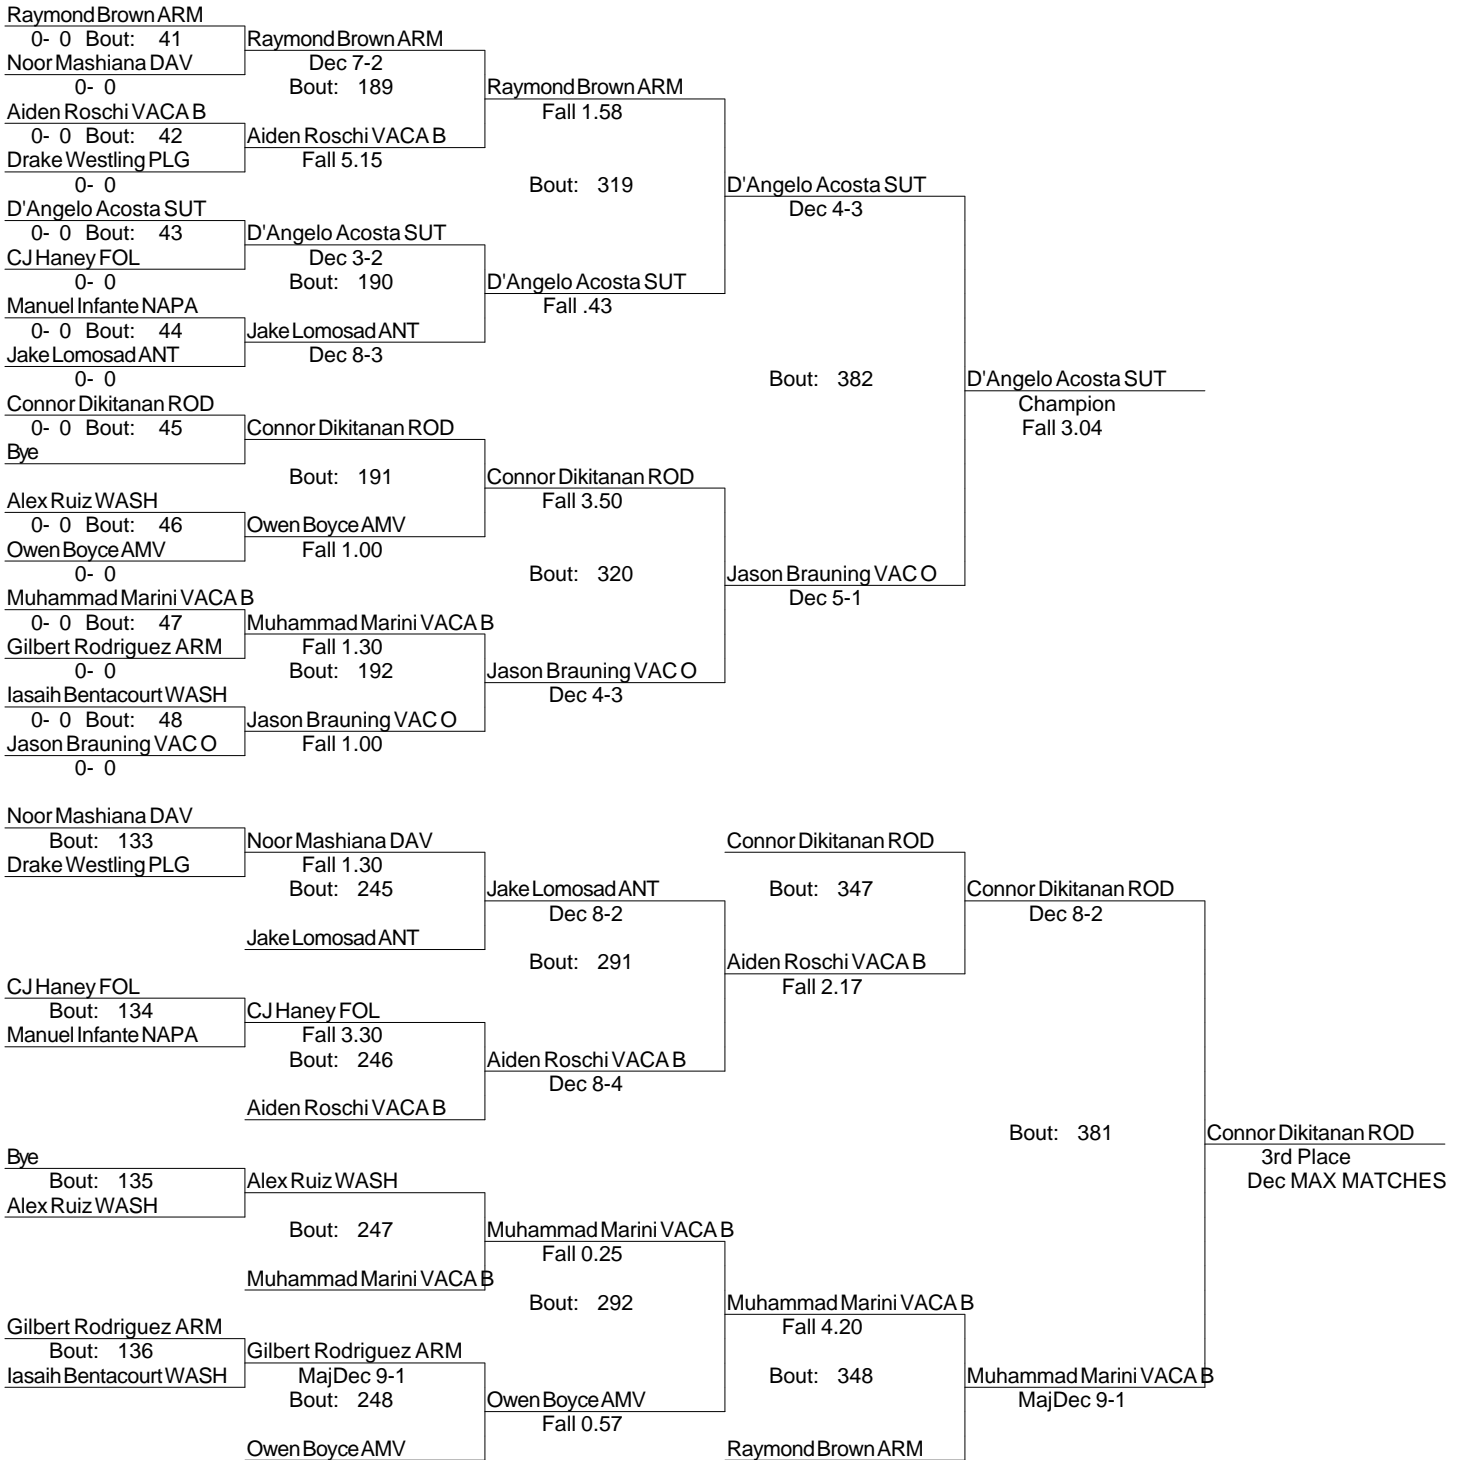 Raymond Brown ARM
0- 0 Bout: 41
Raymond Brown ARM
Noor Mashiana DAV
Dec 7-2
0- 0
Bout: 189
Raymond Brown ARM
Aiden Roschi VACA B
Fall 1.58
0- 0 Bout: 42
Aiden Roschi VACA B
Drake Westling PLG
Fall 5.15
0- 0
Bout: 319
D'Angelo Acosta SUT
D'Angelo Acosta SUT
Dec 4-3
0- 0 Bout: 43
D'Angelo Acosta SUT
CJ Haney FOL
Dec 3-2
0- 0
Bout: 190
D'Angelo Acosta SUT
Manuel Infante NAPA
Fall .43
0- 0 Bout: 44
Jake Lomosad ANT
Jake Lomosad ANT
Dec 8-3
0- 0
Bout: 382
D'Angelo Acosta SUT
Connor Dikitanan ROD
Champion
0- 0 Bout: 45
Connor Dikitanan ROD
Fall 3.04
Bye
Bout: 191
Connor Dikitanan ROD
Alex Ruiz WASH
Fall 3.50
0- 0 Bout: 46
Owen Boyce AMV
Owen Boyce AMV
Fall 1.00
0- 0
Bout: 320
Jason Brauning VAC O
Muhammad Marini VACA B
Dec 5-1
0- 0 Bout: 47
Muhammad Marini VACA B
Gilbert Rodriguez ARM
Fall 1.30
0- 0
Bout: 192
Jason Brauning VAC O
Iasaih Bentacourt WASH
Dec 4-3
0- 0 Bout: 48
Jason Brauning VAC O
Jason Brauning VAC O
Fall 1.00
0- 0
Noor Mashiana DAV
Bout: 133
Noor Mashiana DAV
Connor Dikitanan ROD
Drake Westling PLG
Fall 1.30
Bout: 245
Jake Lomosad ANT
Bout: 347
Connor Dikitanan ROD
Dec 8-2
Dec 8-2
Jake Lomosad ANT
Bout: 291
Aiden Roschi VACA B
CJ Haney FOL
Fall 2.17
Bout: 134
CJ Haney FOL
Manuel Infante NAPA
Fall 3.30
Bout: 246
Aiden Roschi VACA B
Dec 8-4
Aiden Roschi VACA B
Bout: 381
Connor Dikitanan ROD
Bye
3rd Place
Bout: 135
Alex Ruiz WASH
Dec MAX MATCHES
Alex Ruiz WASH
Bout: 247
Muhammad Marini VACA B
Fall 0.25
Muhammad Marini VACA B
Bout: 292
Muhammad Marini VACA B
Gilbert Rodriguez ARM
Fall 4.20
Bout: 136
Gilbert Rodriguez ARM
Iasaih Bentacourt WASH
MajDec 9-1
Bout: 348
Muhammad Marini VACA B
Bout: 248
Owen Boyce AMV
MajDec 9-1
Fall 0.57
Owen Boyce AMV
Raymond Brown ARM